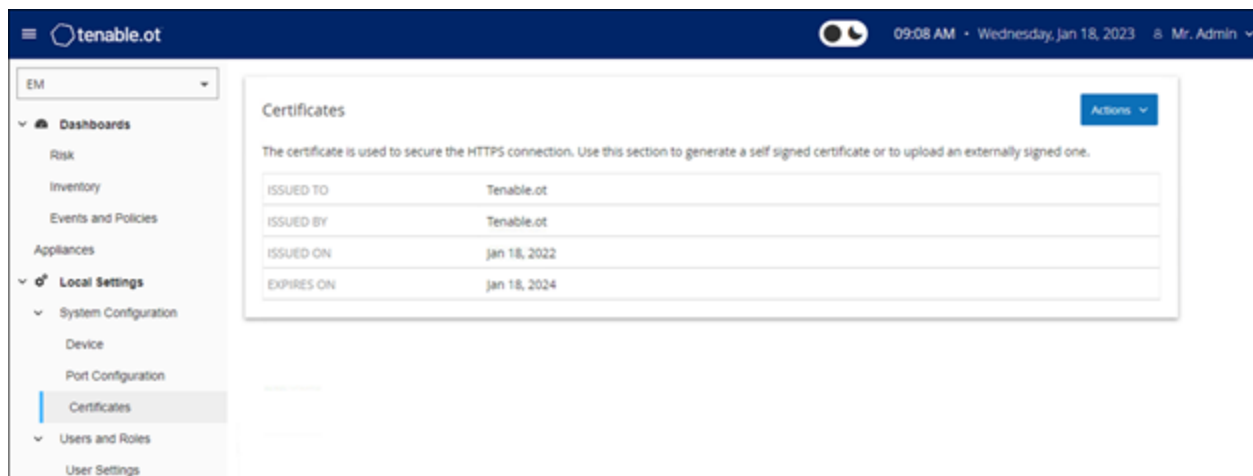 tenable.ot
09:08 AM • Wednesday, Jan 18, 2023 Mr. Admin
EM
Dashboards
Risk
Inventory
Events and Policies
Appliances
Local Settings
System Configuration
Device
Port Configuration
Certificates
Users and Roles
User Settings
Certificates
Actions
The certificate is used to secure the HTTPS connection. Use this section to generate a self signed certificate or to upload an externally signed one.
ISSUED TO Tenable.ot
ISSUED BY Tenable.ot
ISSUED ON Jan 18, 2022
EXPIRES ON Jan 18, 2024